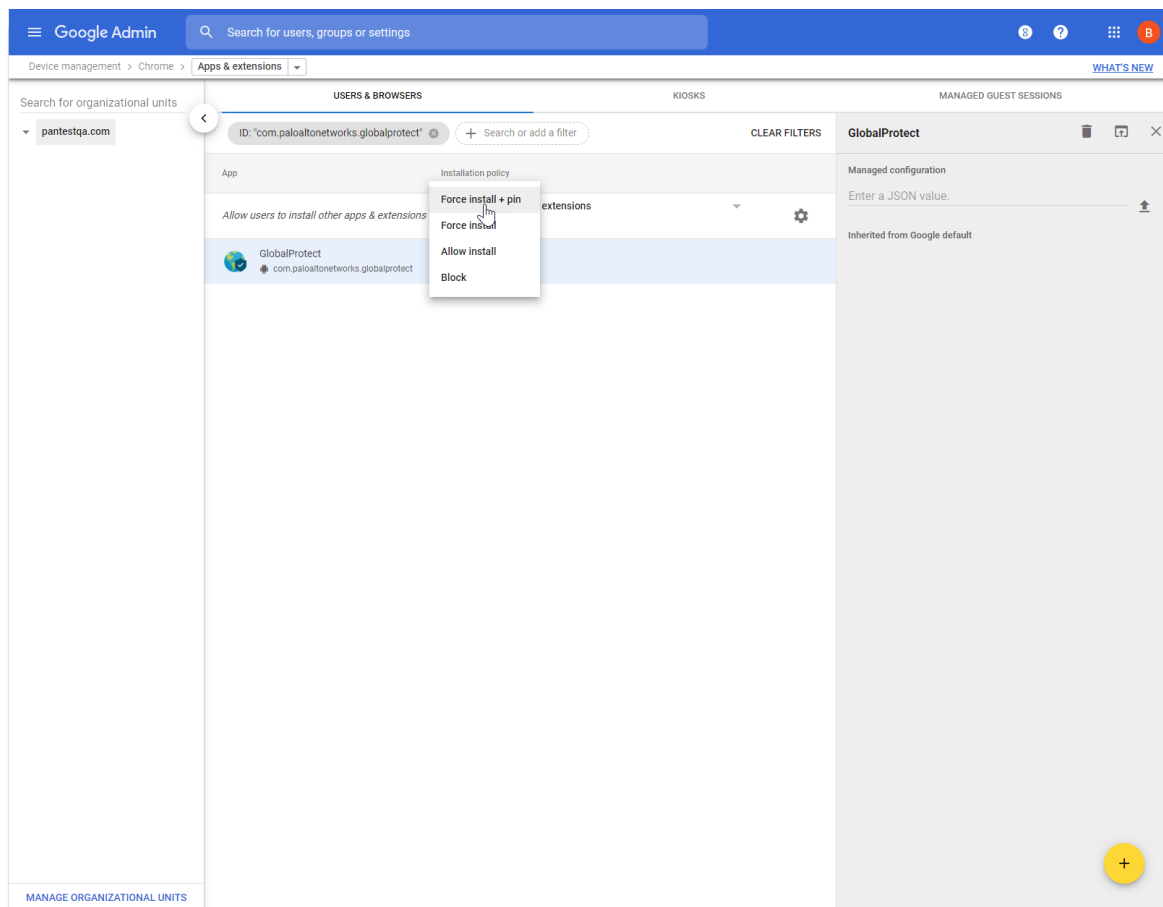 Google Admin
Search for users, groups or settings
8
?
B
Device management > Chrome > Apps & extensions
WHAT'S NEW
Search for organizational units
pantestqa.com
MANAGE ORGANIZATIONAL UNITS
USERS & BROWSERS
KIOSKS
MANAGED GUEST SESSIONS
ID: "com.paloaltonetworks.globalprotect"
+ Search or add a filter
CLEAR FILTERS
App
Installation policy
Allow users to install other apps & extensions
extensions
GlobalProtect
com.paloaltonetworks.globalprotect
Force install + pin
Force install
Allow install
Block
GlobalProtect
Managed configuration
Enter a JSON value.
Inherited from Google default
+